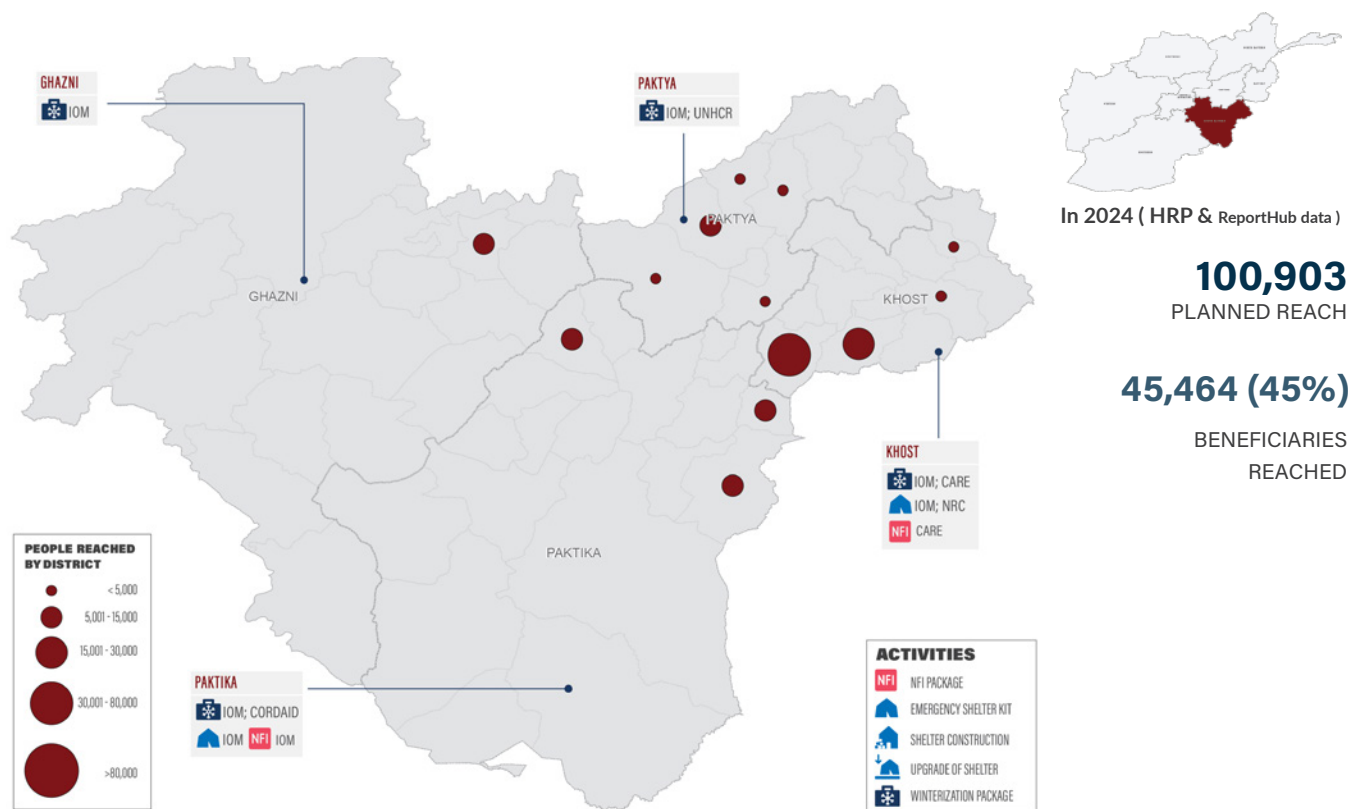 GHAZNI
IOM
PAKTYA
IOM; UNHCR
PAKTYA
GHAZNI
KHOST
PAKTIKA
KHOST
IOM; CARE
IOM; NRC
NFI CARE
PAKTIKA
IOM; CORDAID
IOM NFI IOM
PEOPLE REACHED
BY DISTRICT
< 5,000
5,001 - 15,000
15,001 - 30,000
30,001 - 80,000
>80,000
ACTIVITIES
NFI NFI PACKAGE
EMERGENCY SHELTER KIT
SHELTER CONSTRUCTION
UPGRADE OF SHELTER
WINTERIZATION PACKAGE
In 2024 ( HRP & ReportHub data )
100,903
PLANNED REACH
45,464 (45%)
BENEFICIARIES
REACHED